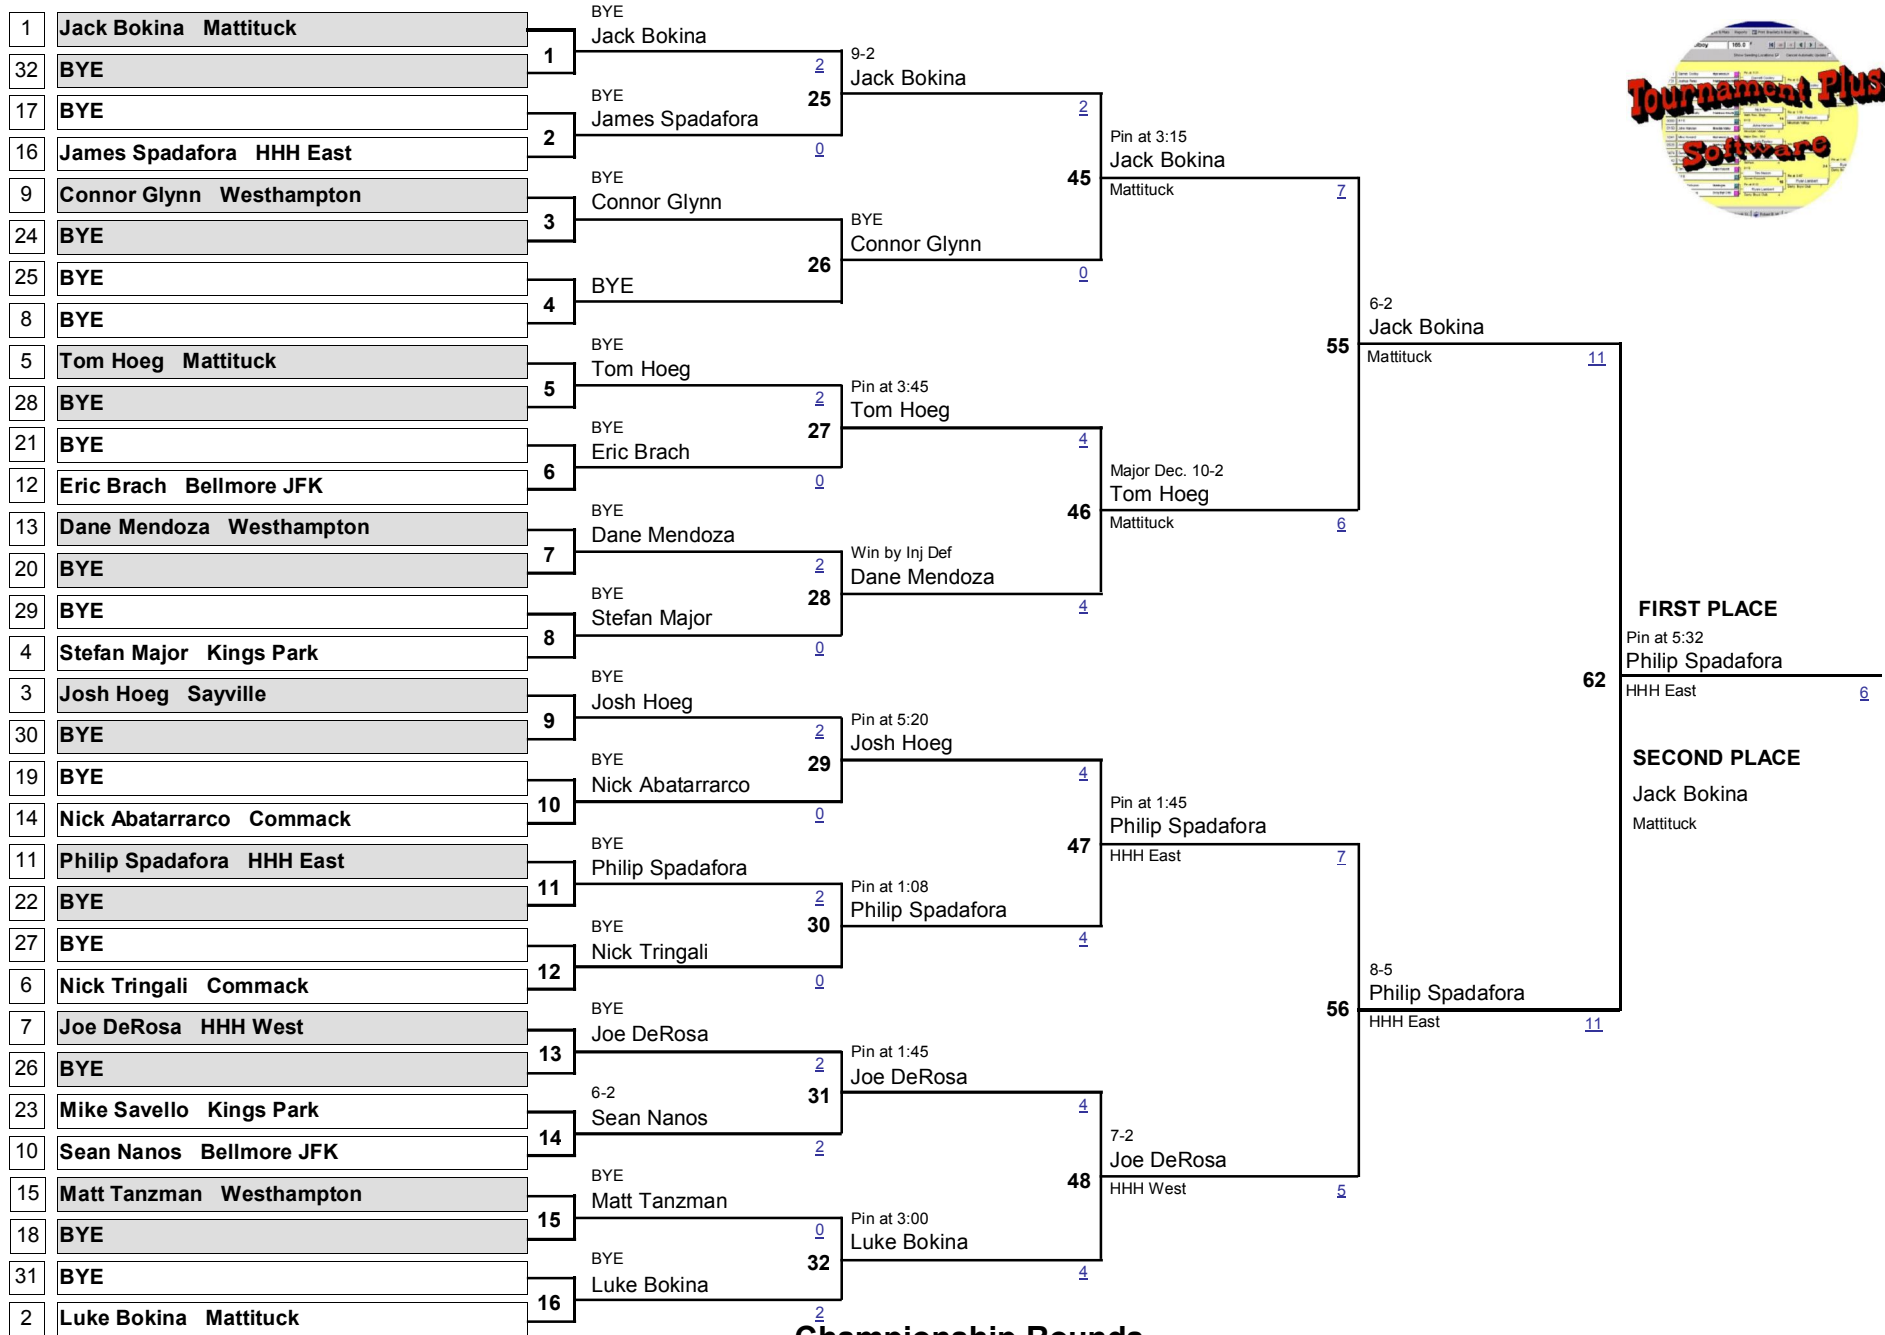 1 Jack Bokina Mattituck
32 BYE
17 BYE
16 James Spadafora HHH East
9 Connor Glynn Westhampton
24 BYE
25 BYE
8 BYE
5 Tom Hoeg Mattituck
28 BYE
21 BYE
12 Eric Brach Bellmore JFK
13 Dane Mendoza Westhampton
20 BYE
29 BYE
4 Stefan Major Kings Park
3 Josh Hoeg Sayville
30 BYE
19 BYE
14 Nick Abatarrarco Commack
11 Philip Spadafora HHH East
22 BYE
27 BYE
6 Nick Tringali Commack
7 Joe DeRosa HHH West
26 BYE
23 Mike Savello Kings Park
10 Sean Nanos Bellmore JFK
15 Matt Tanzman Westhampton
18 BYE
31 BYE
2 Luke Bokina Mattituck
1
2
3
4
5
6
7
8
9
10
11
12
13
14
15
16
BYE
Jack Bokina
2
25
BYE
James Spadafora
0
BYE
Connor Glynn
26
BYE
BYE
Tom Hoeg
2
27
BYE
Eric Brach
0
BYE
Dane Mendoza
2
28
BYE
Stefan Major
0
BYE
Josh Hoeg
2
29
BYE
Nick Abatarrarco
0
BYE
Philip Spadafora
2
30
BYE
Nick Tringali
0
BYE
Joe DeRosa
2
31
6-2
Sean Nanos
2
BYE
Matt Tanzman
0
32
BYE
Luke Bokina
2
9-2
Jack Bokina
2
45
BYE
Connor Glynn
0
Pin at 3:45
Tom Hoeg
4
46
Win by Inj Def
Dane Mendoza
4
Pin at 5:20
Josh Hoeg
4
47
Pin at 1:08
Philip Spadafora
4
Pin at 1:45
Joe DeRosa
4
48
Pin at 3:00
Luke Bokina
4
Pin at 3:15
Jack Bokina
Mattituck
7
55
Major Dec. 10-2
Tom Hoeg
Mattituck
6
Pin at 1:45
Philip Spadafora
HHH East
7
56
7-2
Joe DeRosa
HHH West
5
6-2
Jack Bokina
Mattituck
11
62
8-5
Philip Spadafora
HHH East
11
Tournament Plus
Software
FIRST PLACE
Pin at 5:32
Philip Spadafora
HHH East
6
SECOND PLACE
Jack Bokina
Mattituck
Championship Rounds